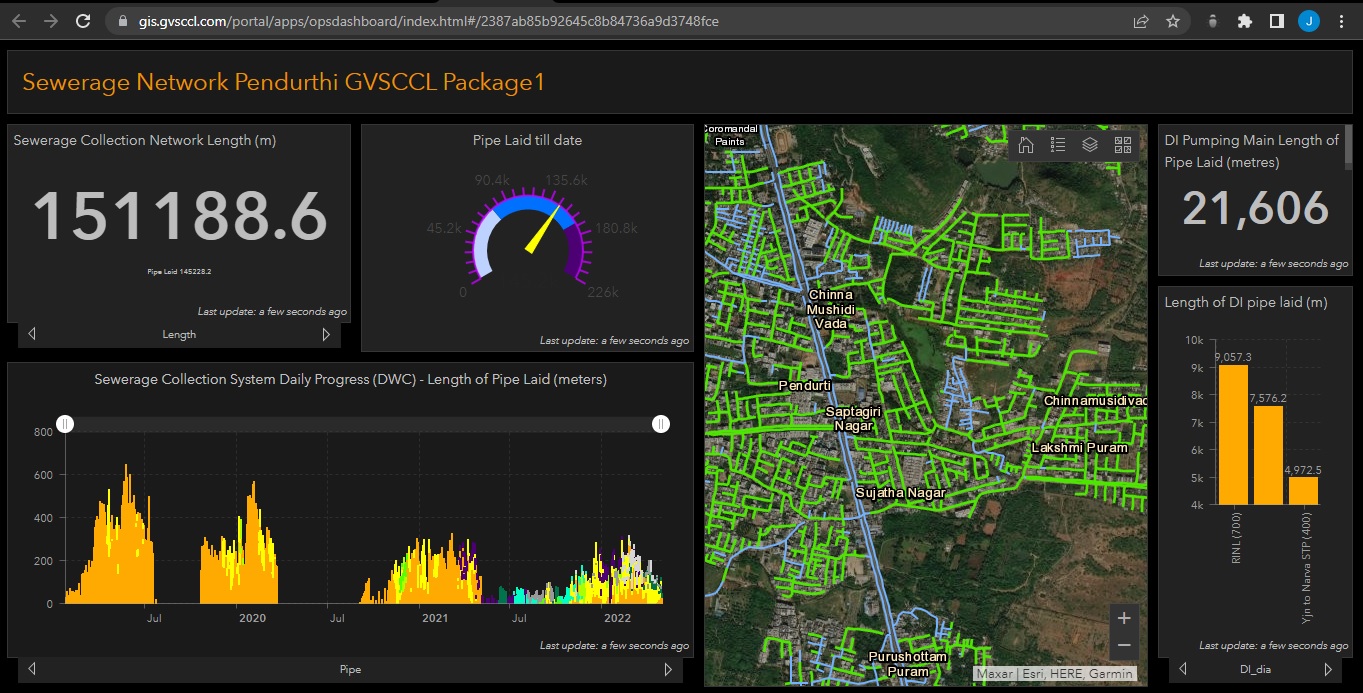 gis.gvsccl.com/portal/apps/opsdashboard/index.html#/2387ab85b92645c8b84736a9d3748fce
J
Sewerage Network Pendurthi GVSCCL Package1
Sewerage Collection Network Length (m)
151188.6
Pipe Laid 145228.2
Last update: a few seconds ago
Length
Pipe Laid till date
0
45.2k
90.4k
135.6k
180.8k
226k
Last update: a few seconds ago
Sewerage Collection System Daily Progress (DWC) - Length of Pipe Laid (meters)
800
600
400
200
0
Jul
2020
Jul
2021
Jul
2022
Last update: a few seconds ago
Pipe
Coromandal
Paints
Chinna
Mushidi
Vada
Pendurti
Saptagiri
Nagar
Chinnamusidivad
Lakshmi Puram
Sujatha Nagar
Purushottam
Puram
+
−
Maxar | Esri, HERE, Garmin
DI Pumping Main Length of
Pipe Laid (metres)
21,606
Last update: a few seconds ago
Length of DI pipe laid (m)
10k
9k
8k
7k
6k
5k
4k
9,057.3
7,576.2
4,972.5
RINL (700)
Yjn to Narva STP (400)
Last update: a few seconds ago
DI_dia